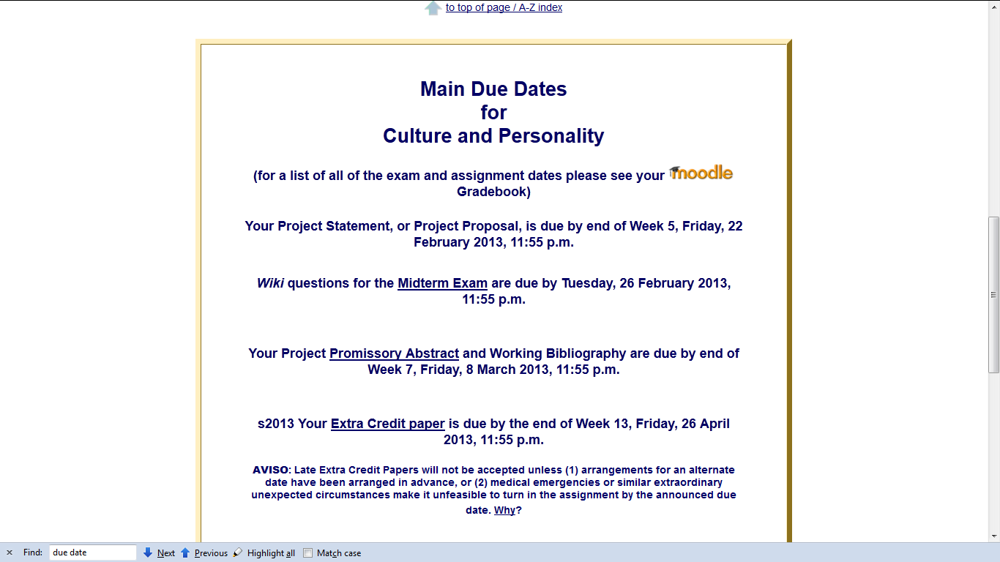 to top of page / A-Z index
Main Due Dates
for
Culture and Personality
(for a list of all of the exam and assignment dates please see your moodle
Gradebook)
Your Project Statement, or Project Proposal, is due by end of Week 5, Friday, 22
February 2013, 11:55 p.m.
Wiki questions for the Midterm Exam are due by Tuesday, 26 February 2013,
11:55 p.m.
Your Project Promissory Abstract and Working Bibliography are due by end of
Week 7, Friday, 8 March 2013, 11:55 p.m.
s2013 Your Extra Credit paper is due by the end of Week 13, Friday, 26 April
2013, 11:55 p.m.
AVISO: Late Extra Credit Papers will not be accepted unless (1) arrangements for an alternate
date have been arranged in advance, or (2) medical emergencies or similar extraordinary
unexpected circumstances make it unfeasible to turn in the assignment by the announced due
date. Why?
x Find: due date Next Previous Highlight all Match case